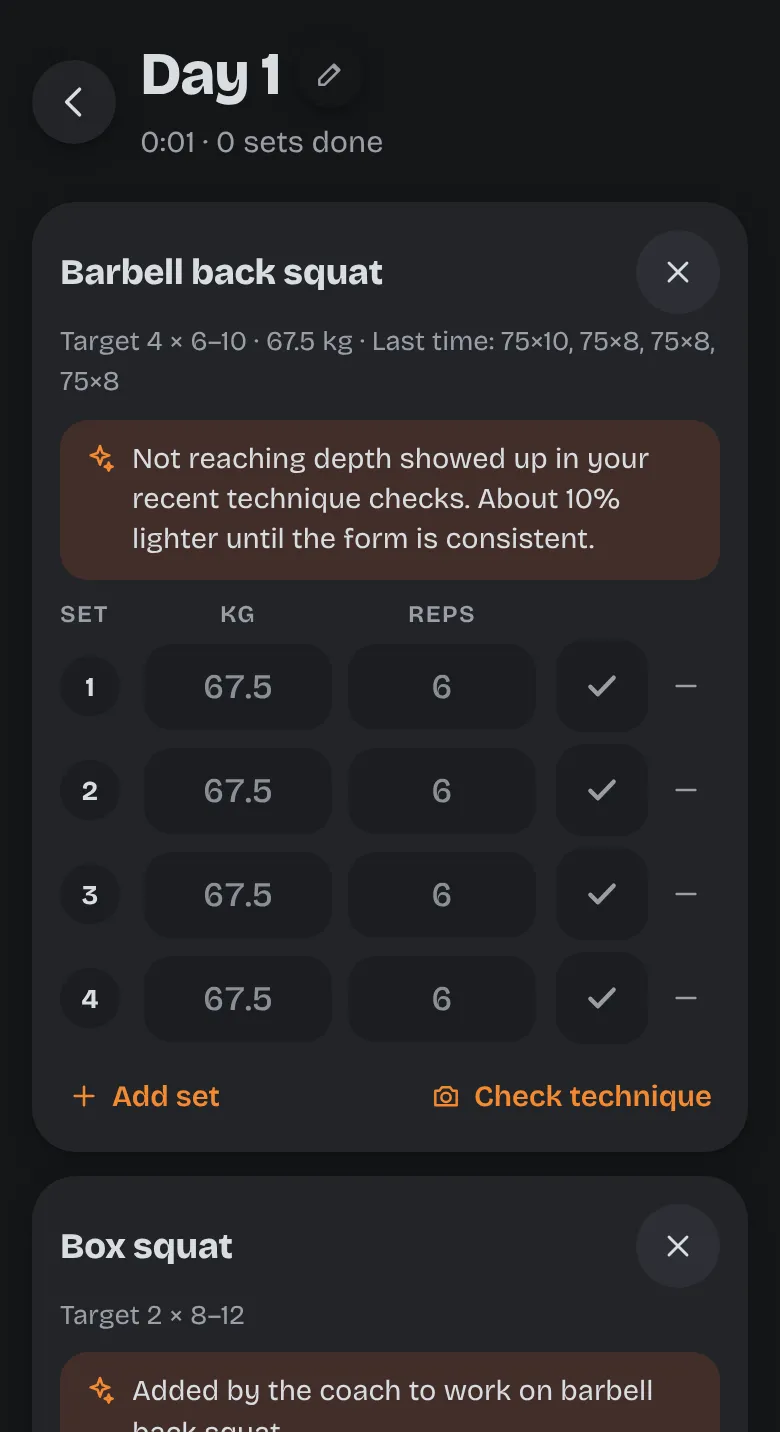 Day 1
0:01 · 0 sets done
Barbell back squat
Target 4 × 6–10 · 67.5 kg · Last time: 75×10, 75×8, 75×8,
75×8
Not reaching depth showed up in your
recent technique checks. About 10%
lighter until the form is consistent.
SET KG REPS
1 67.5 6
2 67.5 6
3 67.5 6
4 67.5 6
+ Add set Check technique
Box squat
Target 2 × 8–12
Added by the coach to work on barbell
back squat